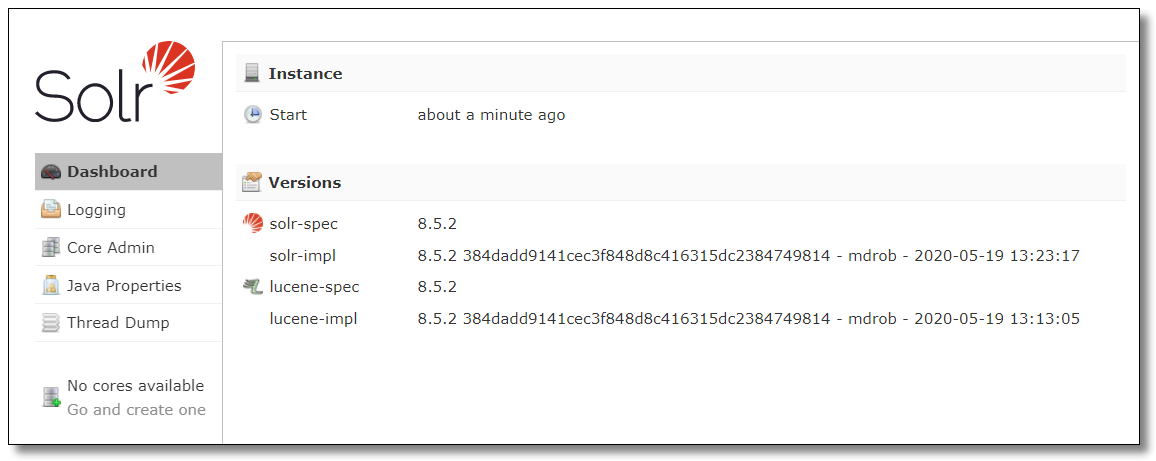 Solr
Dashboard
Logging
Core Admin
Java Properties
Thread Dump
No cores available
Go and create one
Instance
Start about a minute ago
Versions
solr-spec 8.5.2
solr-impl 8.5.2 384dadd9141cec3f848d8c416315dc2384749814 - mdrob - 2020-05-19 13:23:17
lucene-spec 8.5.2
lucene-impl 8.5.2 384dadd9141cec3f848d8c416315dc2384749814 - mdrob - 2020-05-19 13:13:05